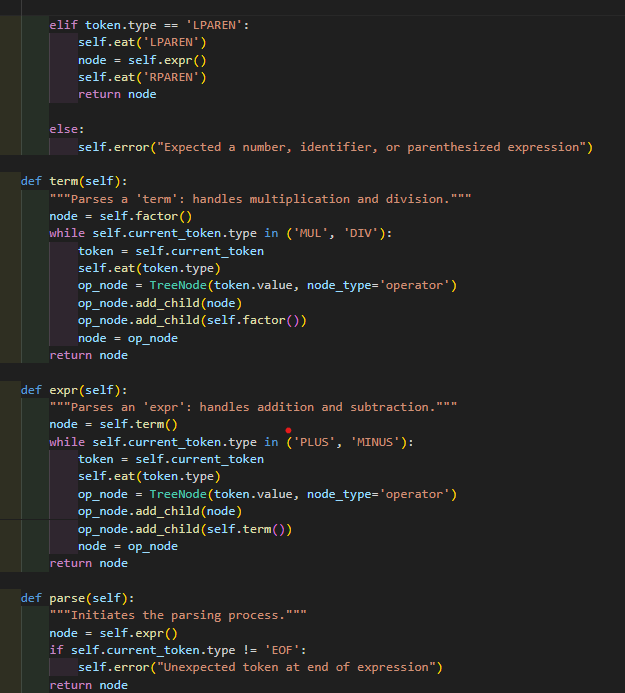 elif token.type == 'LPAREN':
self.eat('LPAREN')
node = self.expr()
self.eat('RPAREN')
return node
else:
self.error("Expected a number, identifier, or parenthesized expression")
def term(self):
"""Parses a 'term': handles multiplication and division."""
node = self.factor()
while self.current_token.type in ('MUL', 'DIV'):
token = self.current_token
self.eat(token.type)
op_node = TreeNode(token.value, node_type='operator')
op_node.add_child(node)
op_node.add_child(self.factor())
node = op_node
return node
def expr(self):
"""Parses an 'expr': handles addition and subtraction."""
node = self.term()
while self.current_token.type in ('PLUS', 'MINUS'):
token = self.current_token
self.eat(token.type)
op_node = TreeNode(token.value, node_type='operator')
op_node.add_child(node)
op_node.add_child(self.term())
node = op_node
return node
def parse(self):
"""Initiates the parsing process."""
node = self.expr()
if self.current_token.type != 'EOF':
self.error("Unexpected token at end of expression")
return node